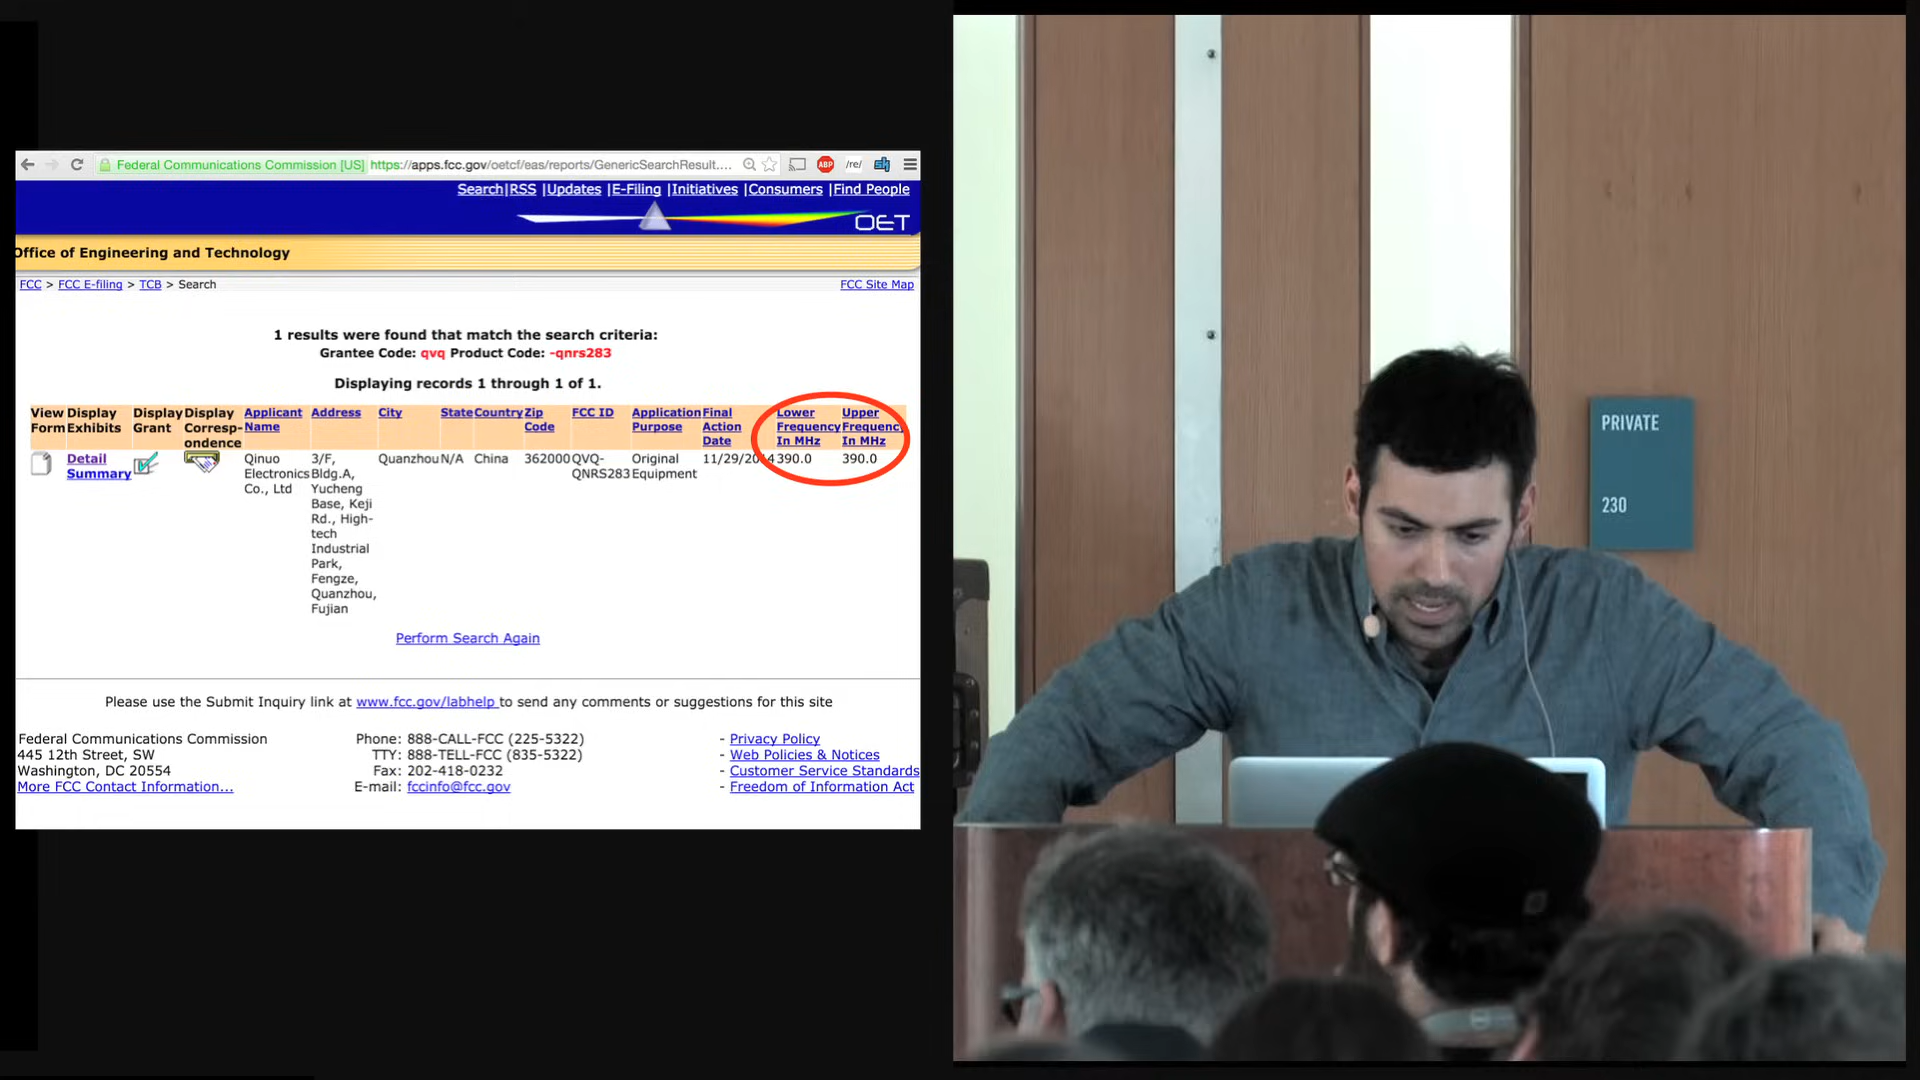 Federal Communications Commission [US] https://apps.fcc.gov/oetcf/eas/reports/GenericSearchResult....
ABP
/re/
Search|RSS |Updates |E-Filing |Initiatives |Consumers |Find People
OET
Office of Engineering and Technology
FCC > FCC E-filing > TCB > Search
FCC Site Map
1 results were found that match the search criteria:
Grantee Code: qvq Product Code: -qnrs283
Displaying records 1 through 1 of 1.
View Form
Display Exhibits
Display Grant
Display Corresp-ondence
Applicant Name
Address
City
State
Country
Zip Code
FCC ID
Application Purpose
Final Action Date
Lower Frequency In MHz
Upper Frequency In MHz
Detail Summary
Qinuo Electronics Co., Ltd
3/F, Bldg.A, Yucheng Base, Keji Rd., High-tech Industrial Park, Fengze, Quanzhou, Fujian
Quanzhou
N/A
China
362000
QVQ-QNRS283
Original Equipment
11/29/2014
390.0
390.0
Perform Search Again
Please use the Submit Inquiry link at www.fcc.gov/labhelp to send any comments or suggestions for this site
Federal Communications Commission
445 12th Street, SW
Washington, DC 20554
More FCC Contact Information...
Phone: 888-CALL-FCC (225-5322)
TTY: 888-TELL-FCC (835-5322)
Fax: 202-418-0232
E-mail: fccinfo@fcc.gov
- Privacy Policy
- Web Policies & Notices
- Customer Service Standards
- Freedom of Information Act
PRIVATE
230